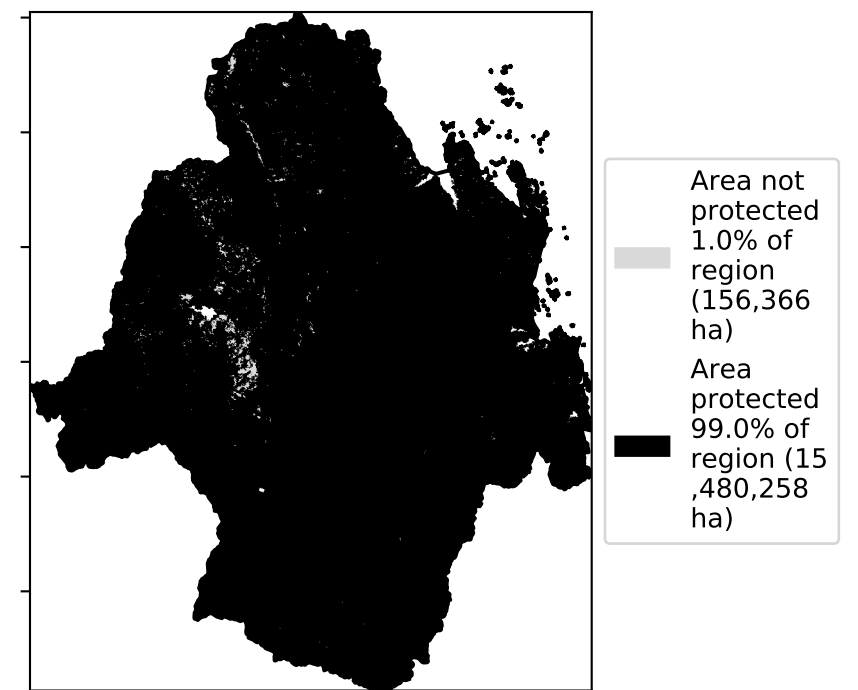 Area not
protected
1.0% of
region
(156,366
ha)
Area
protected
99.0% of
region (15
,480,258
ha)